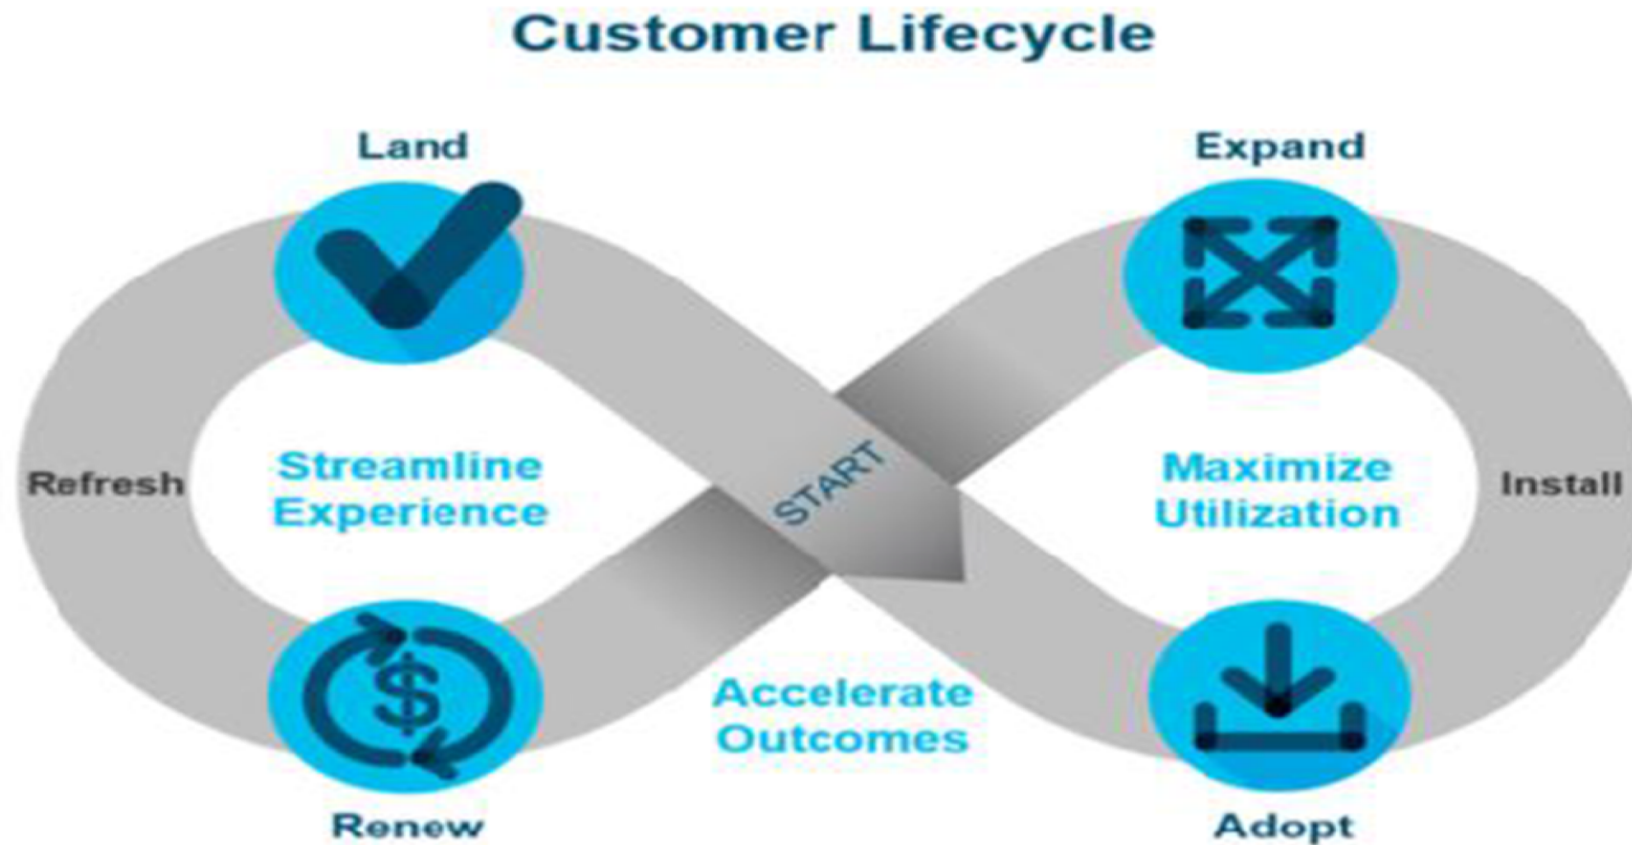 Customer Lifecycle
Land
Expand
Refresh
Streamline
Experience
START
Maximize
Utilization
Install
$
Accelerate
Outcomes
Renew
Adopt